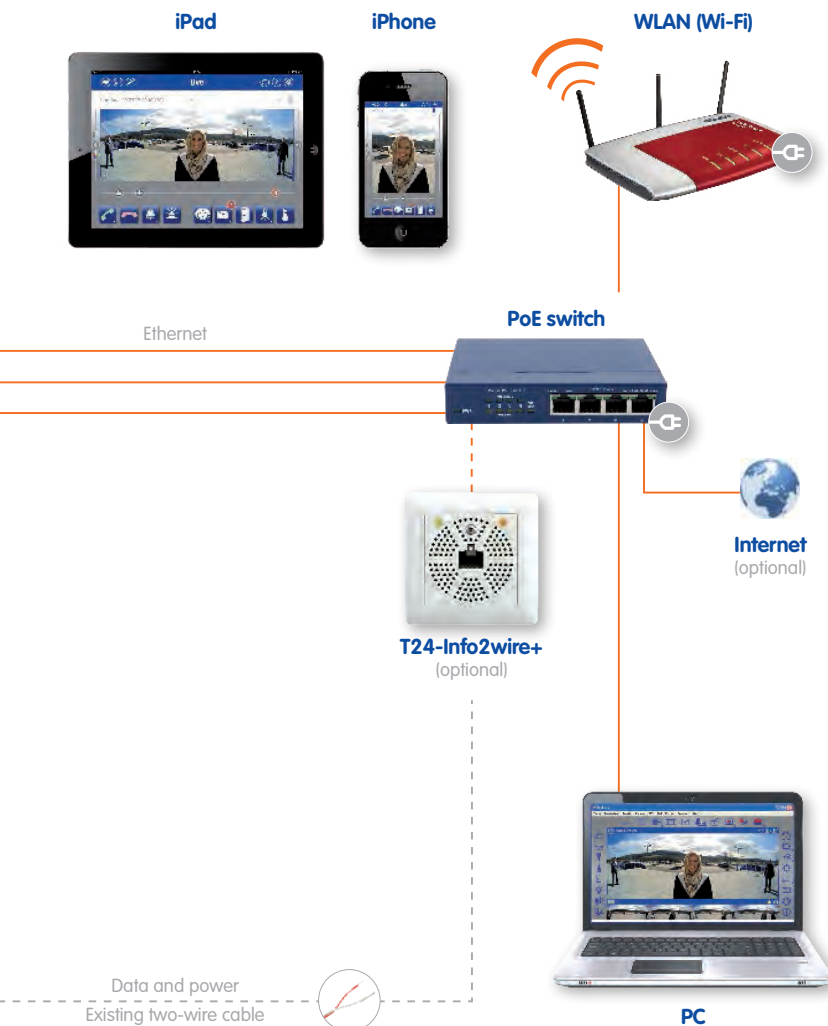 iPad
iPhone
WLAN (Wi-Fi)
live
Ethernet
PoE switch
Internet
(optional)
T24-Info2wire+
(optional)
Data and power
Existing two-wire cable
PC